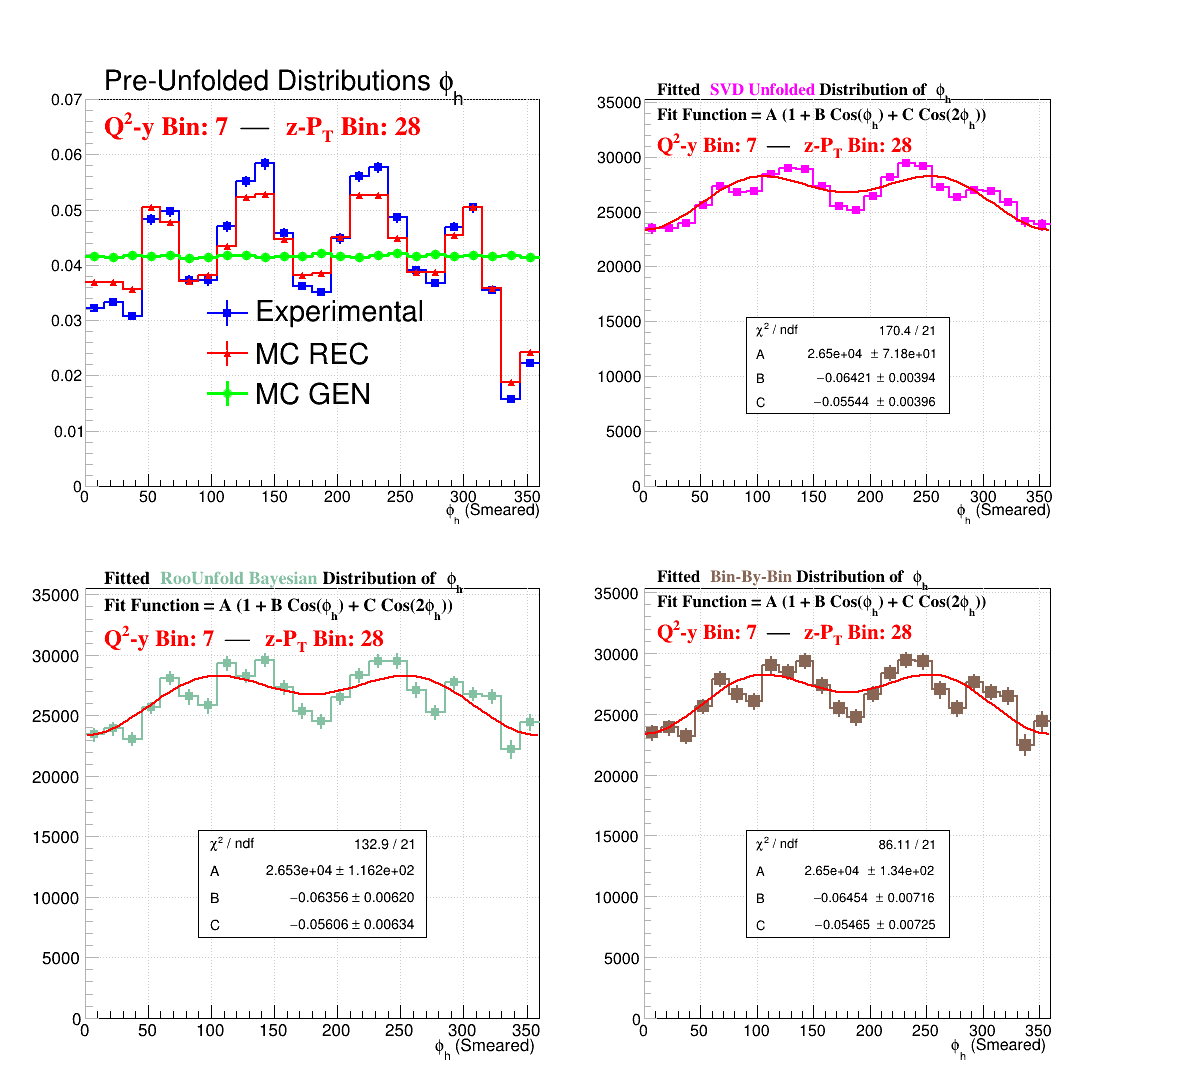 Pre-Unfolded Distributions ϕh
Q²-y Bin: 7 — z-PT Bin: 28
0.07
0.06
0.05
0.04
0.03
0.02
0.01
0
Experimental
MC REC
MC GEN
0 50 100 150 200 250 300 350
ϕh (Smeared)
Fitted SVD Unfolded Distribution of ϕh
Fit Function = A (1 + B Cos(ϕh) + C Cos(2ϕh))
Q²-y Bin: 7 — z-PT Bin: 28
35000
30000
25000
20000
15000
10000
5000
0
χ² / ndf 170.4 / 21
A 2.65e+04 ± 7.18e+01
B −0.06421 ± 0.00394
C −0.05544 ± 0.00396
0 50 100 150 200 250 300 350
ϕh (Smeared)
Fitted RooUnfold Bayesian Distribution of ϕh
Fit Function = A (1 + B Cos(ϕh) + C Cos(2ϕh))
Q²-y Bin: 7 — z-PT Bin: 28
35000
30000
25000
20000
15000
10000
5000
0
χ² / ndf 132.9 / 21
A 2.653e+04 ± 1.162e+02
B −0.06356 ± 0.00620
C −0.05606 ± 0.00634
0 50 100 150 200 250 300 350
ϕh (Smeared)
Fitted Bin-By-Bin Distribution of ϕh
Fit Function = A (1 + B Cos(ϕh) + C Cos(2ϕh))
Q²-y Bin: 7 — z-PT Bin: 28
35000
30000
25000
20000
15000
10000
5000
0
χ² / ndf 86.11 / 21
A 2.65e+04 ± 1.34e+02
B −0.06454 ± 0.00716
C −0.05465 ± 0.00725
0 50 100 150 200 250 300 350
ϕh (Smeared)